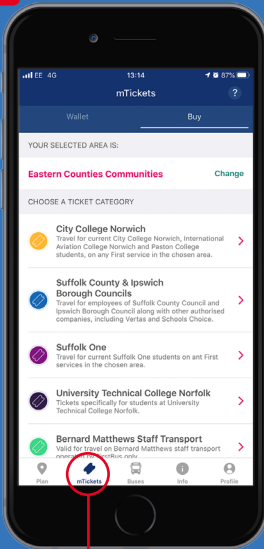 EE 4G 13:14 87%
mTickets ?
Wallet Buy
YOUR SELECTED AREA IS:
Eastern Counties Communities Change
CHOOSE A TICKET CATEGORY
City College Norwich
Travel for current City College Norwich, International
Aviation College Norwich and Paston College
students, on any First service in the chosen area.
Suffolk County & Ipswich
Borough Councils
Travel for employees of Suffolk County Council and
Ipswich Borough Council along with other authorised
companies, including Vertas and Schools Choice.
Suffolk One
Travel for current Suffolk One students on ant First
services in the chosen area.
University Technical College Norfolk
Tickets specifically for students at University
Technical College Norfolk.
Bernard Matthews Staff Transport
Valid for travel on Bernard Matthews staff transport
operated by FirstBus only.
Plan mTickets Buses Info Profile